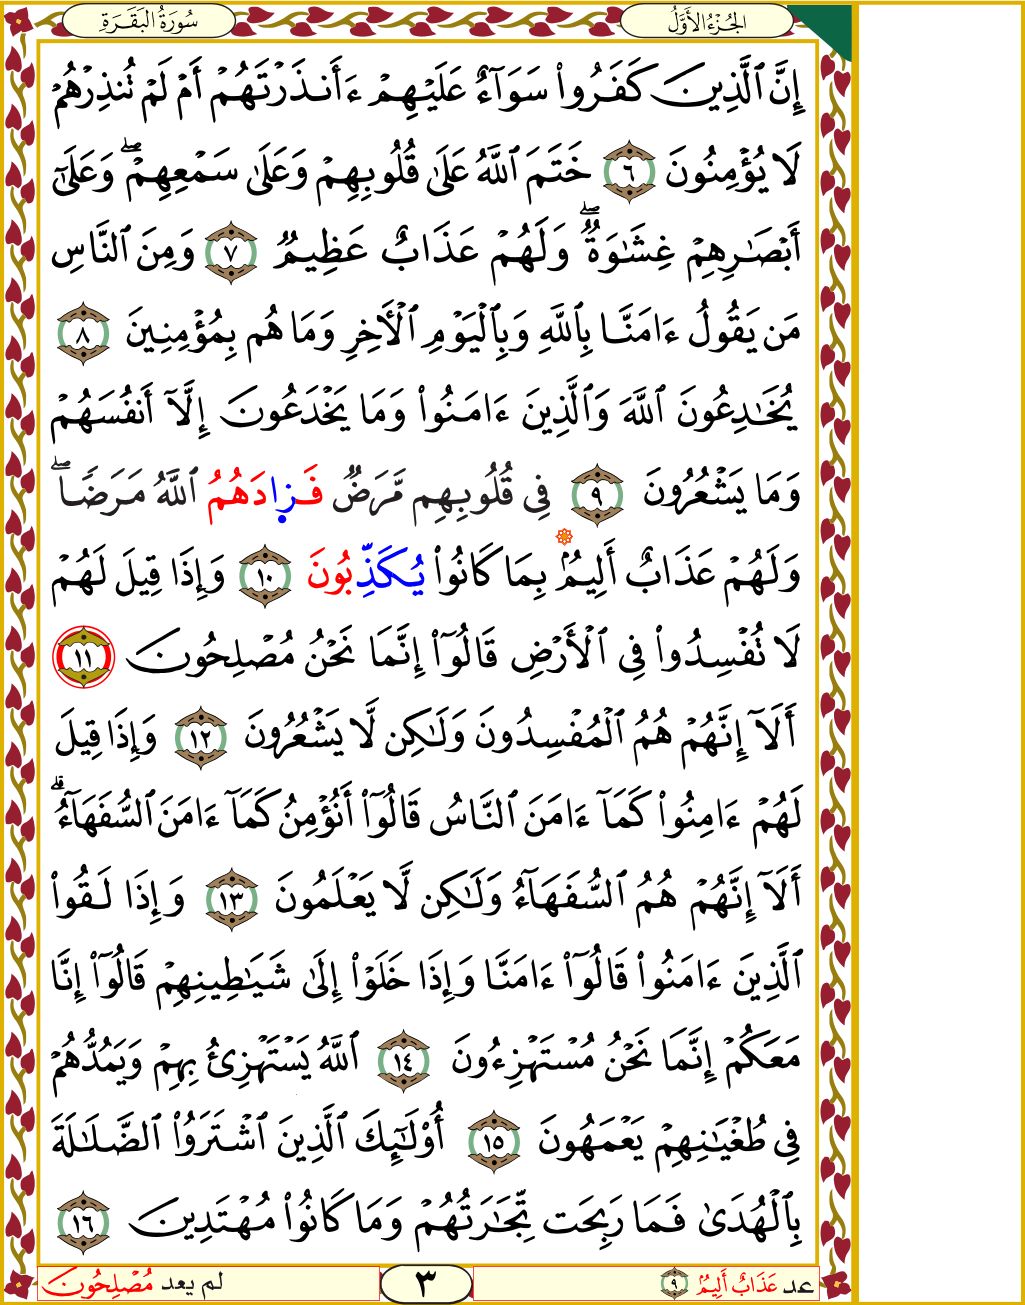 الجُزْءُ الأَوَّلُ
سُورَةُ البَقَرَةِ
إِنَّ ٱلَّذِينَ كَفَرُوا۟ سَوَآءٌ عَلَيْهِمْ ءَأَنذَرْتَهُمْ أَمْ لَمْ تُنذِرْهُمْ
لَا يُؤْمِنُونَ ٦ خَتَمَ ٱللَّهُ عَلَىٰ قُلُوبِهِمْ وَعَلَىٰ سَمْعِهِمْ ۖ وَعَلَىٰٓ
أَبْصَـٰرِهِمْ غِشَـٰوَةٌ ۖ وَلَهُمْ عَذَابٌ عَظِيمٌ ٧ وَمِنَ ٱلنَّاسِ
مَن يَقُولُ ءَامَنَّا بِٱللَّهِ وَبِٱلْيَوْمِ ٱلْـَٔاخِرِ وَمَا هُم بِمُؤْمِنِينَ ٨
يُخَـٰدِعُونَ ٱللَّهَ وَٱلَّذِينَ ءَامَنُوا۟ وَمَا يَخْدَعُونَ إِلَّآ أَنفُسَهُمْ
وَمَا يَشْعُرُونَ ٩ فِى قُلُوبِهِم مَّرَضٌ فَزَادَهُمُ ٱللَّهُ مَرَضًا ۖ
وَلَهُمْ عَذَابٌ أَلِيمٌۢ بِمَا كَانُوا۟ يُكَذِّبُونَ ١٠ وَإِذَا قِيلَ لَهُمْ
لَا تُفْسِدُوا۟ فِى ٱلْأَرْضِ قَالُوٓا۟ إِنَّمَا نَحْنُ مُصْلِحُونَ ١١
أَلَآ إِنَّهُمْ هُمُ ٱلْمُفْسِدُونَ وَلَـٰكِن لَّا يَشْعُرُونَ ١٢ وَإِذَا قِيلَ
لَهُمْ ءَامِنُوا۟ كَمَآ ءَامَنَ ٱلنَّاسُ قَالُوٓا۟ أَنُؤْمِنُ كَمَآ ءَامَنَ ٱلسُّفَهَآءُ ۗ
أَلَآ إِنَّهُمْ هُمُ ٱلسُّفَهَآءُ وَلَـٰكِن لَّا يَعْلَمُونَ ١٣ وَإِذَا لَقُوا۟
ٱلَّذِينَ ءَامَنُوا۟ قَالُوٓا۟ ءَامَنَّا وَإِذَا خَلَوْا۟ إِلَىٰ شَيَـٰطِينِهِمْ قَالُوٓا۟ إِنَّا
مَعَكُمْ إِنَّمَا نَحْنُ مُسْتَهْزِءُونَ ١٤ ٱللَّهُ يَسْتَهْزِئُ بِهِمْ وَيَمُدُّهُمْ
فِى طُغْيَـٰنِهِمْ يَعْمَهُونَ ١٥ أُو۟لَـٰٓئِكَ ٱلَّذِينَ ٱشْتَرَوُا۟ ٱلضَّلَـٰلَةَ
بِٱلْهُدَىٰ فَمَا رَبِحَت تِّجَـٰرَتُهُمْ وَمَا كَانُوا۟ مُهْتَدِينَ ١٦
عد عَذَابٌ أَلِيمٌۢ ٩
٣
لم يعد مُصْلِحُونَ